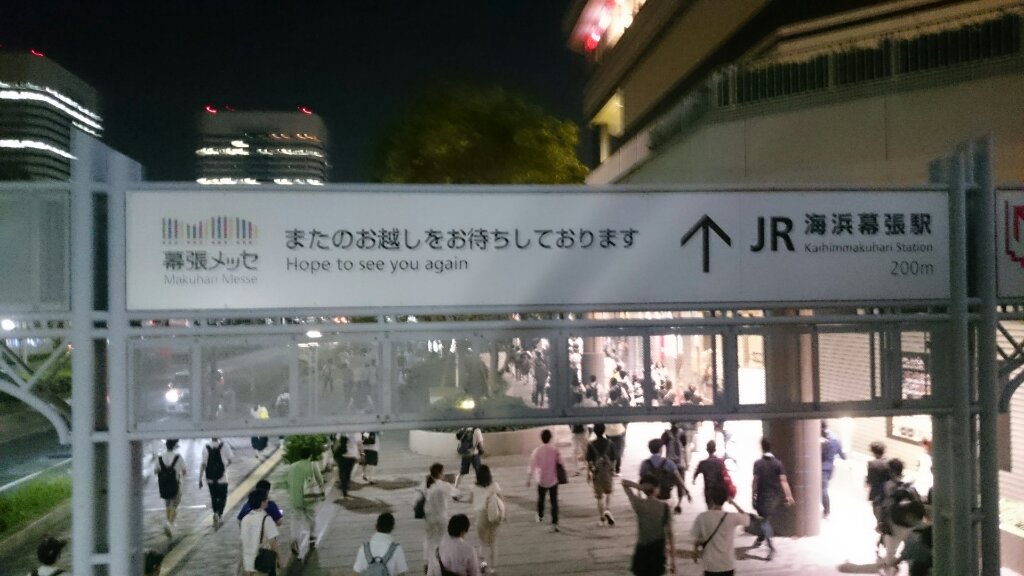 幕張メッセ
Makuhari Messe
またのお越しをお待ちしております
Hope to see you again
JR 海浜幕張駅
Kaihimmakuhari Station
200m